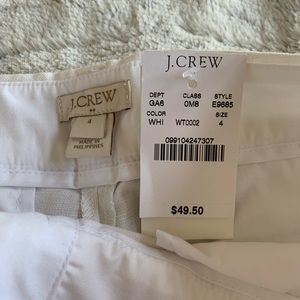 J.CREW
4
MADE IN
PHILIPPINES
J.CREW
DEPT CLASS STYLE
GA6 0M8 E9685
COLOR SIZE
WHI WT0002 4
099104247307
$49.50